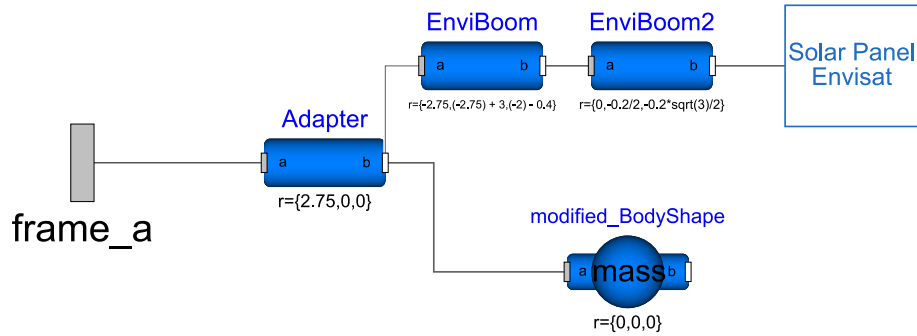 EnviBoom
EnviBoom2
a
b
a
b
Solar Panel
Envisat
r={-2.75,(-2.75) + 3,(-2) - 0.4}
r={0,-0.2/2,-0.2*sqrt(3)/2}
Adapter
a
b
r={2.75,0,0}
frame_a
modified_BodyShape
a
mass
b
r={0,0,0}